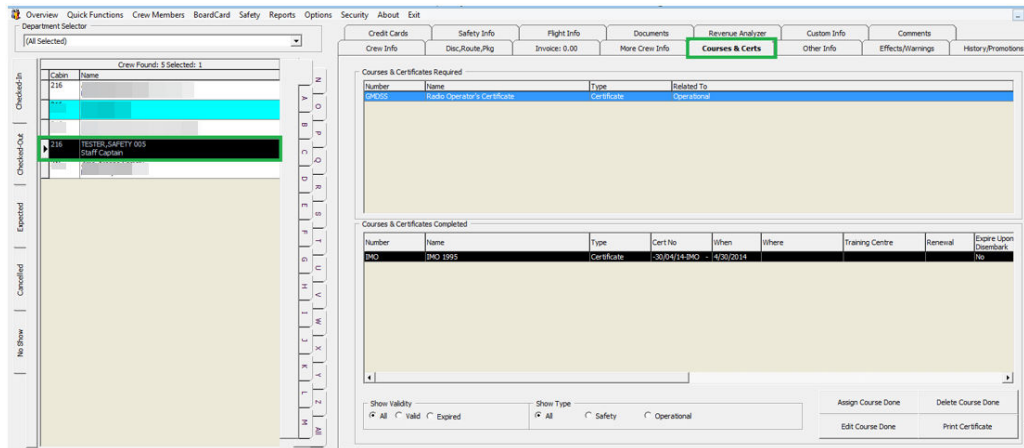 Overview Quick Functions Crew Members BoardCard Safety Reports Options Security About Exit
Department Selector
(All Selected)
Credit Cards Safety Info Flight Info Documents Revenue Analyzer Custom Info Comments
Crew Info Disc,Route,Pkg Invoice: 0.00 More Crew Info Courses & Certs Other Info Effects/Warnings History/Promotions
Crew Found: 5 Selected: 1
Cabin Name
216
216 TESTER,SAFETY 005
Staff Captain
Checked-In
Checked-Out
Expected
Cancelled
No Show
A
B
C
D
E
F
G
H
I
J
K
L
M
N
O
P
Q
R
S
T
U
V
W
X
Y
Z
All
Courses & Certificates Required
Number Name Type Related To
GMDSS Radio Operator's Certificate Certificate Operational
Courses & Certificates Completed
Number Name Type Cert No When Where Training Centre Renewal Expire Upon
Disembark
IMO IMO 1995 Certificate -30/04/14-IMO - 4/30/2014 No
Show Validity
All Valid Expired
Show Type
All Safety Operational
Assign Course Done Delete Course Done
Edit Course Done Print Certificate